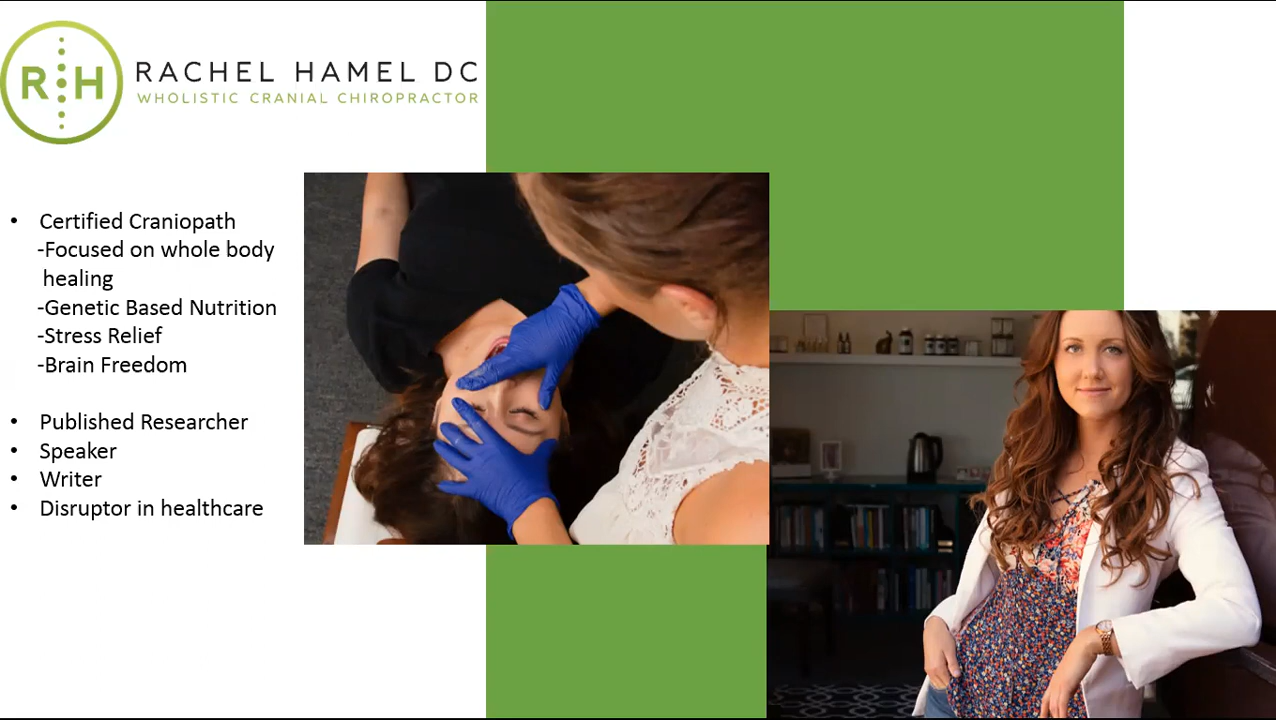 R H
RACHEL HAMEL DC
WHOLISTIC CRANIAL CHIROPRACTOR
• Certified Craniopath
-Focused on whole body
healing
-Genetic Based Nutrition
-Stress Relief
-Brain Freedom
• Published Researcher
• Speaker
• Writer
• Disruptor in healthcare